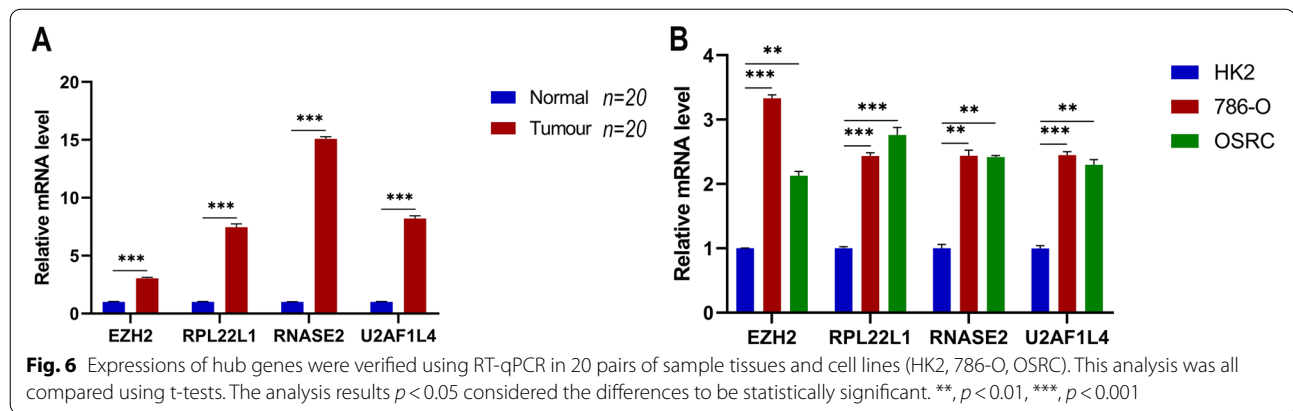 A
Relative mRNA level
20
15
10
5
0
***
***
***
***
EZH2 RPL22L1 RNASE2 U2AF1L4
Normal n=20
Tumour n=20
B
Relative mRNA level
4
3
2
1
0
**
***
***
***
**
**
**
***
EZH2 RPL22L1 RNASE2 U2AF1L4
HK2
786-O
OSRC
Fig. 6 Expressions of hub genes were verified using RT-qPCR in 20 pairs of sample tissues and cell lines (HK2, 786-O, OSRC). This analysis was all
compared using t-tests. The analysis results p < 0.05 considered the differences to be statistically significant. **, p < 0.01, ***, p < 0.001